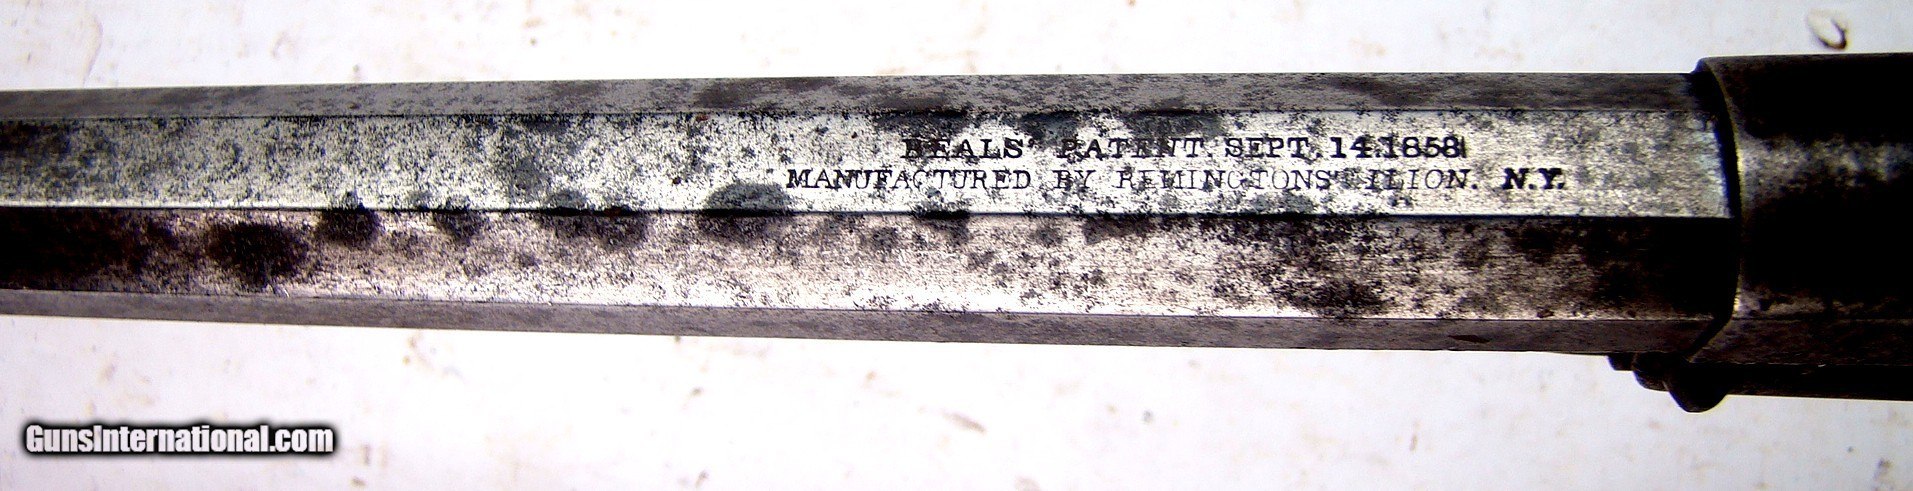 BEALS' PATENT. SEPT. 14.1858
MANUFACTURED BY REMINGTONS' ILION. N.Y.
GunsInternational.com